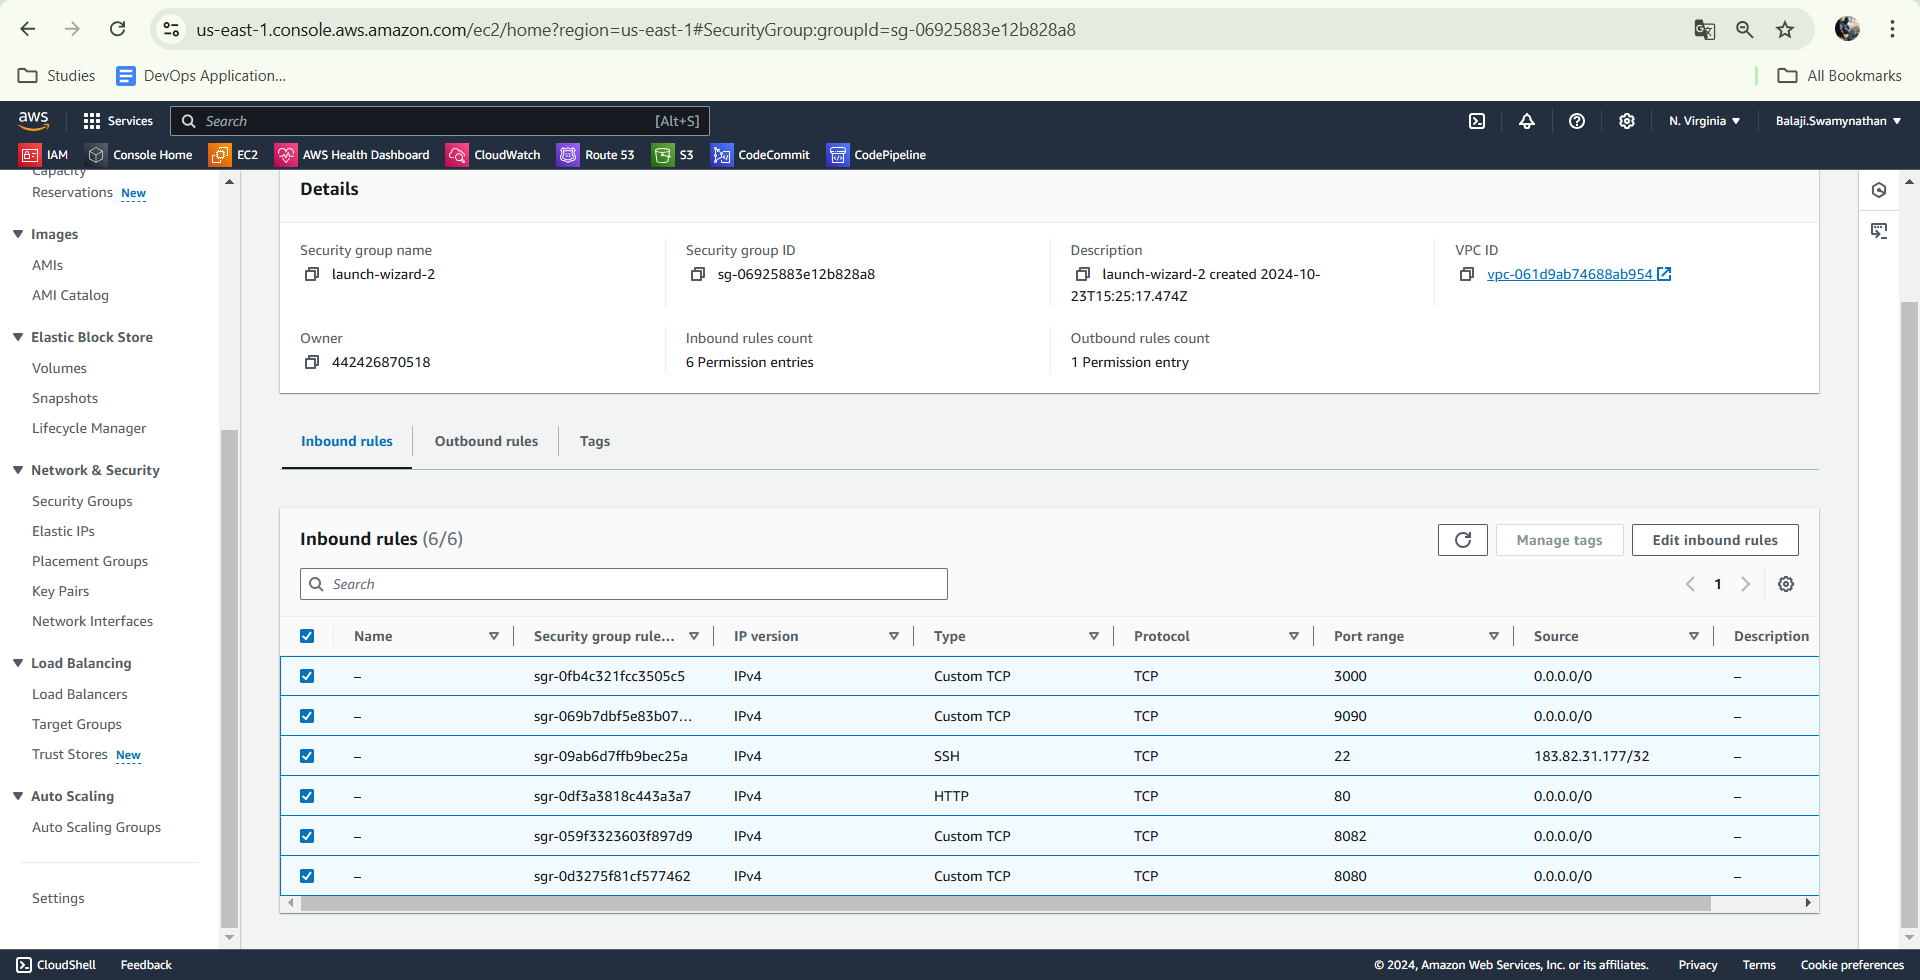 us-east-1.console.aws.amazon.com/ec2/home?region=us-east-1#SecurityGroup:groupId=sg-06925883e12b828a8
Studies DevOps Application... All Bookmarks
aws Services Search [Alt+S] N. Virginia Balaji.Swamynathan
IAM Console Home EC2 AWS Health Dashboard CloudWatch Route 53 S3 CodeCommit CodePipeline
Capacity
Reservations New
Images
AMIs
AMI Catalog
Elastic Block Store
Volumes
Snapshots
Lifecycle Manager
Network & Security
Security Groups
Elastic IPs
Placement Groups
Key Pairs
Network Interfaces
Load Balancing
Load Balancers
Target Groups
Trust Stores New
Auto Scaling
Auto Scaling Groups
Settings
Details
Security group name
launch-wizard-2
Security group ID
sg-06925883e12b828a8
Description
launch-wizard-2 created 2024-10-
23T15:25:17.474Z
VPC ID
vpc-061d9ab74688ab954
Owner
442426870518
Inbound rules count
6 Permission entries
Outbound rules count
1 Permission entry
Inbound rules Outbound rules Tags
Inbound rules (6/6) Manage tags Edit inbound rules
Search 1
Name Security group rule... IP version Type Protocol Port range Source Description
– sgr-0fb4c321fcc3505c5 IPv4 Custom TCP TCP 3000 0.0.0.0/0 –
– sgr-069b7dbf5e83b07... IPv4 Custom TCP TCP 9090 0.0.0.0/0 –
– sgr-09ab6d7ffb9bec25a IPv4 SSH TCP 22 183.82.31.177/32 –
– sgr-0df3a3818c443a3a7 IPv4 HTTP TCP 80 0.0.0.0/0 –
– sgr-059f3323603f897d9 IPv4 Custom TCP TCP 8082 0.0.0.0/0 –
– sgr-0d3275f81cf577462 IPv4 Custom TCP TCP 8080 0.0.0.0/0 –
CloudShell Feedback © 2024, Amazon Web Services, Inc. or its affiliates. Privacy Terms Cookie preferences